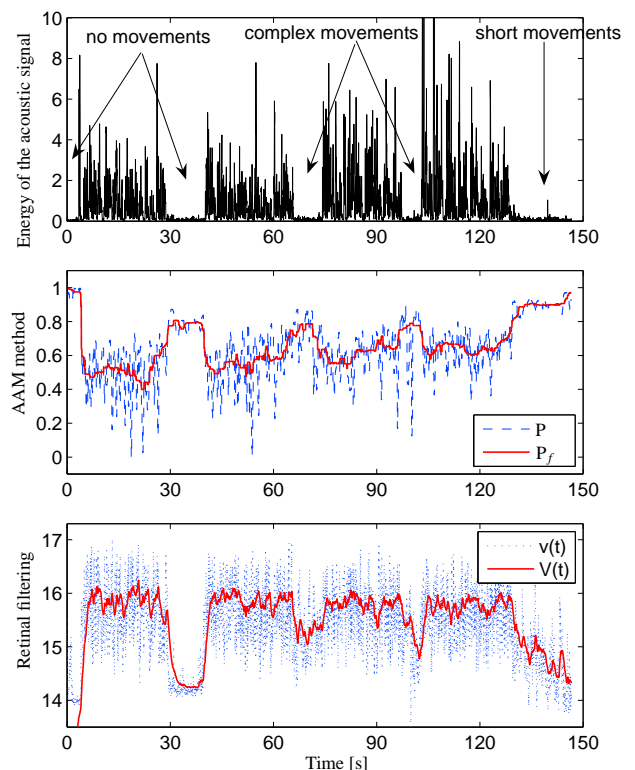 no movements
complex movements
short movements
Energy of the acoustic signal
10
8
6
4
2
0
0 30 60 90 120 150
AAM method
1
0.8
0.6
0.4
0.2
0
P
P_f
0 30 60 90 120 150
Retinal filtering
17
16
15
14
v(t)
V(t)
0 30 60 90 120 150
Time [s]